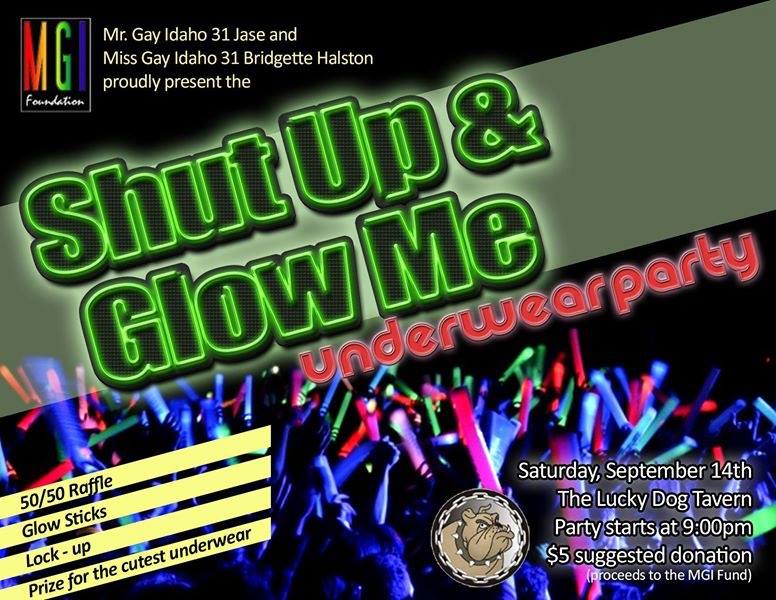 MGI
Foundation
Mr. Gay Idaho 31 Jase and
Miss Gay Idaho 31 Bridgette Halston
proudly present the
Shut Up &
Glow Me
underwearparty
50/50 Raffle
Glow Sticks
Lock - up
Prize for the cutest underwear
Saturday, September 14th
The Lucky Dog Tavern
Party starts at 9:00pm
$5 suggested donation
(proceeds to the MGI Fund)